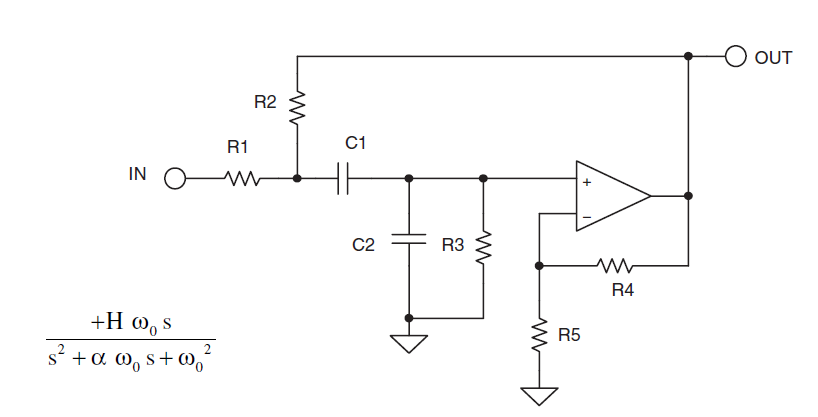 OUT
R2
R1
C1
IN
+
−
C2
R3
R4
R5
+H ω₀ s
s² + α ω₀ s + ω₀²